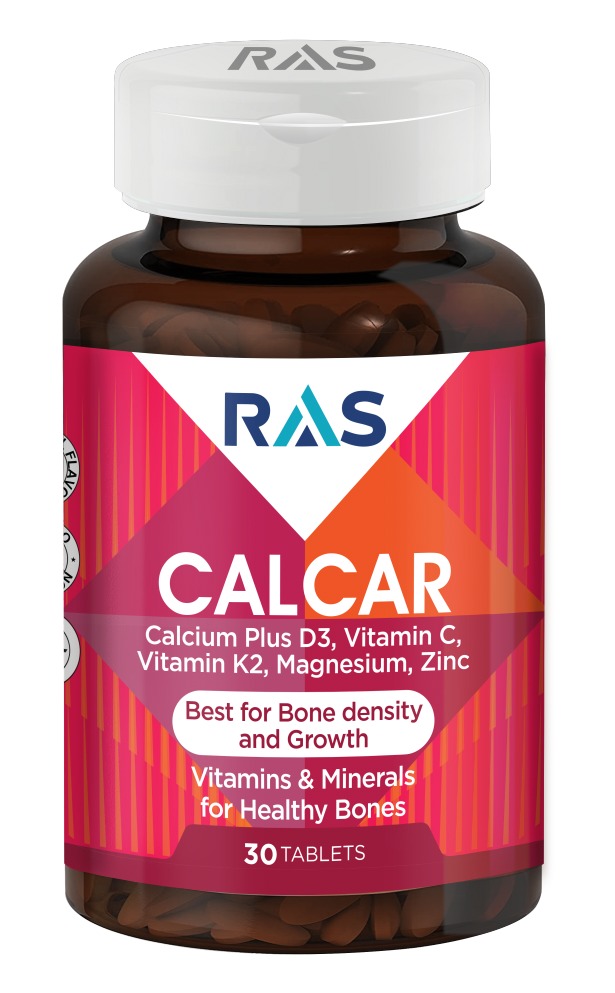 RAS
RAS
CALCAR
Calcium Plus D3, Vitamin C,
Vitamin K2, Magnesium, Zinc
Best for Bone density
and Growth
Vitamins & Minerals
for Healthy Bones
30 TABLETS